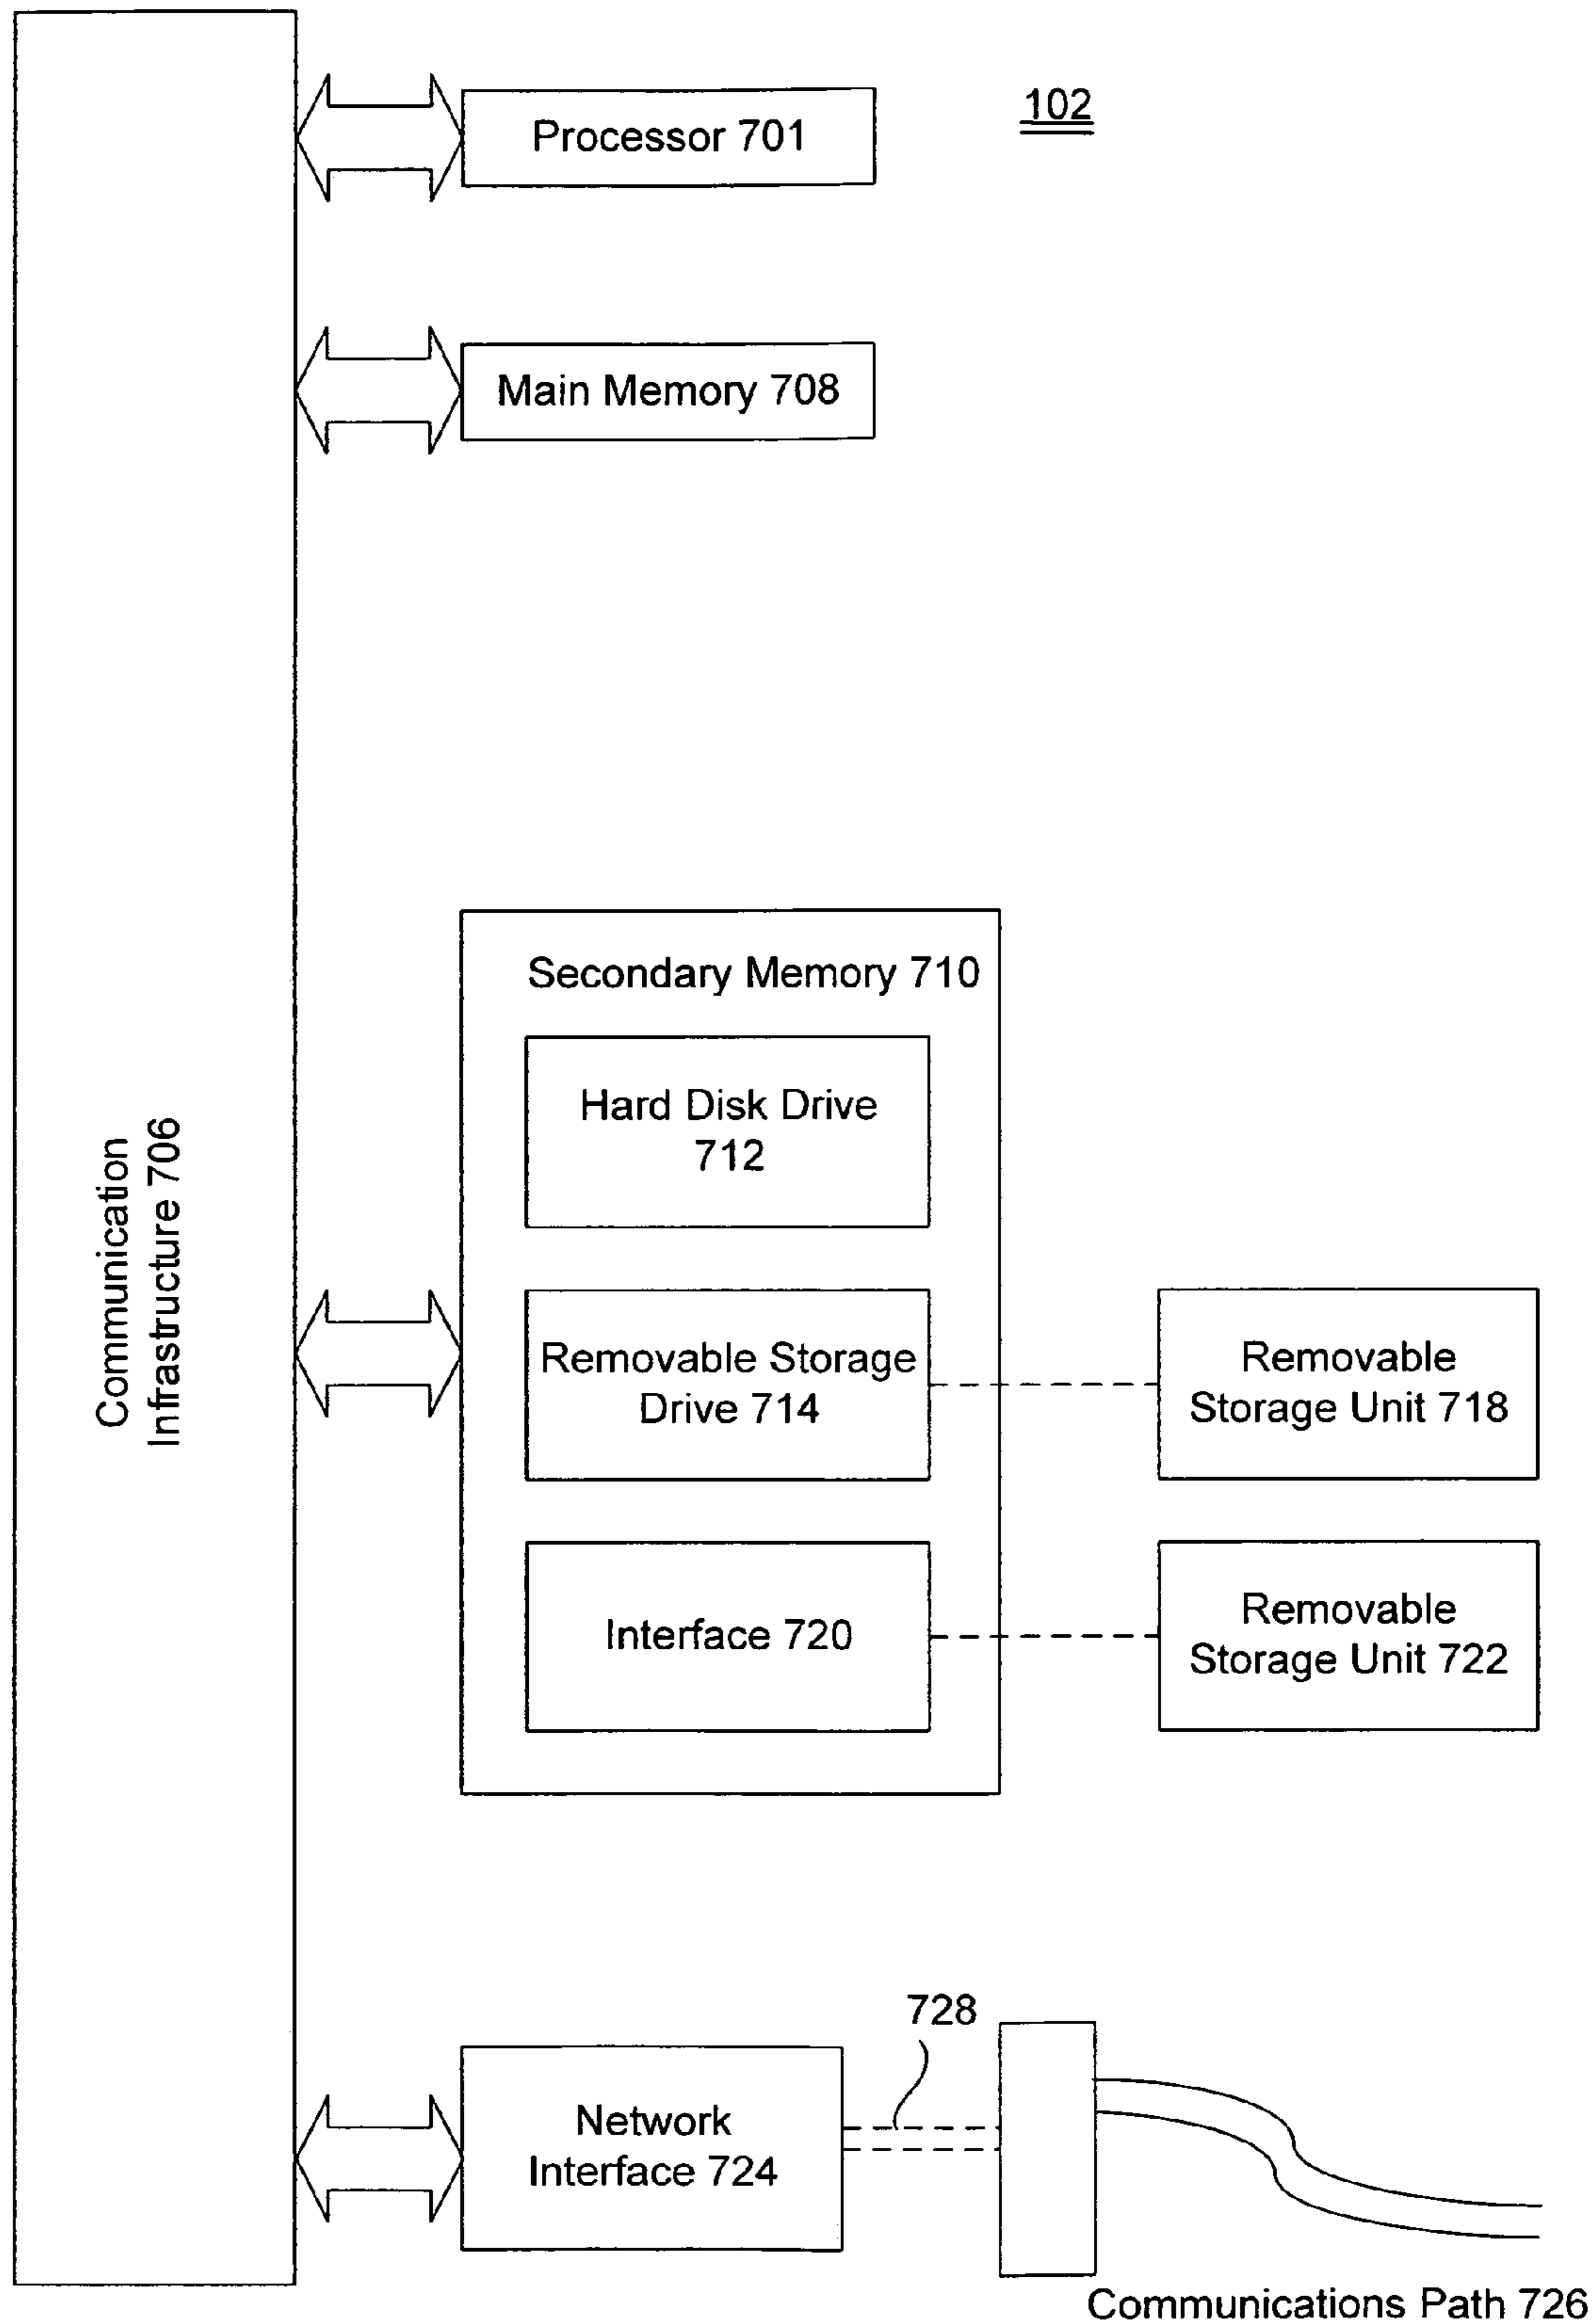 102
Processor 701
Main Memory 708
Communication
Infrastructure 706
Secondary Memory 710
Hard Disk Drive
712
Removable Storage
Drive 714
Removable
Storage Unit 718
Interface 720
Removable
Storage Unit 722
728
Network
Interface 724
Communications Path 726